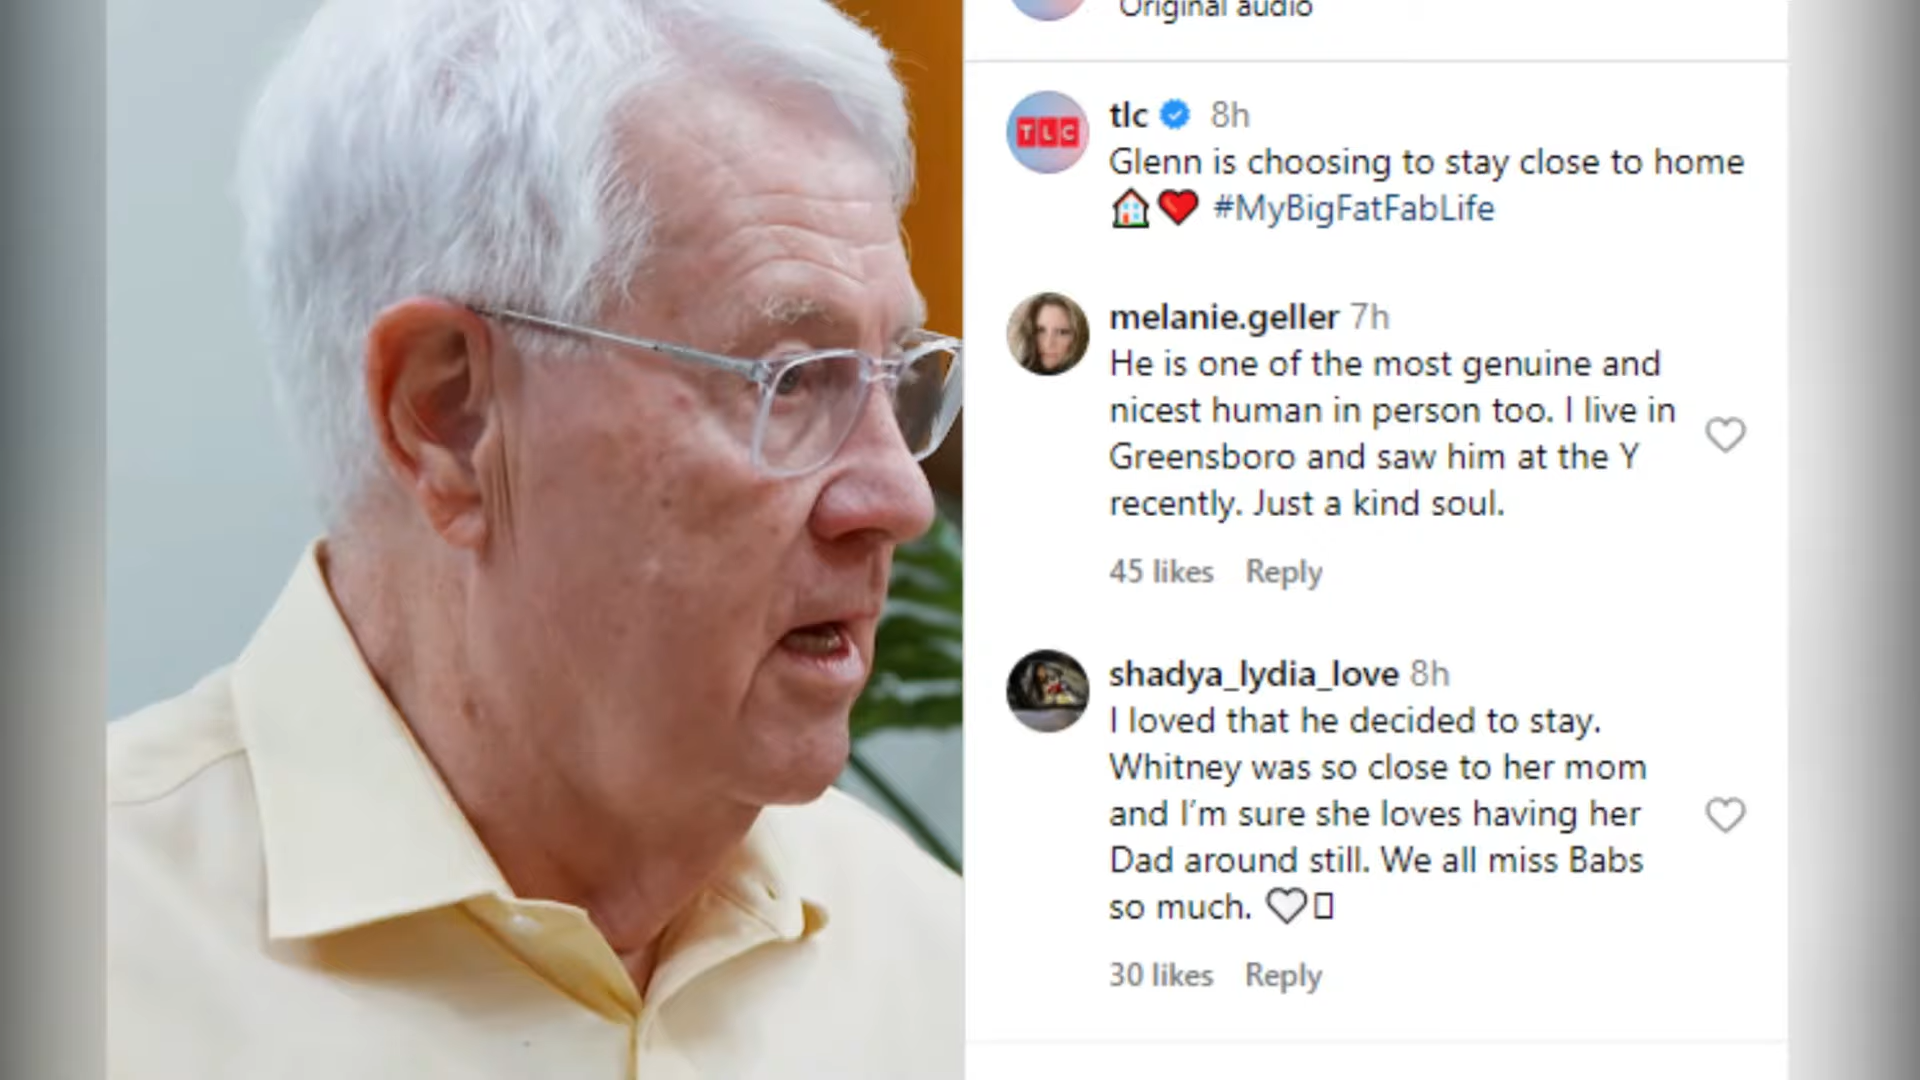 Original audio
tlc 8h
TLC
Glenn is choosing to stay close to home
🏠❤️ #MyBigFatFabLife
melanie.geller 7h
He is one of the most genuine and
nicest human in person too. I live in
Greensboro and saw him at the Y
recently. Just a kind soul.
45 likes Reply
shadya_lydia_love 8h
I loved that he decided to stay.
Whitney was so close to her mom
and I’m sure she loves having her
Dad around still. We all miss Babs
so much. 🤍▯
30 likes Reply